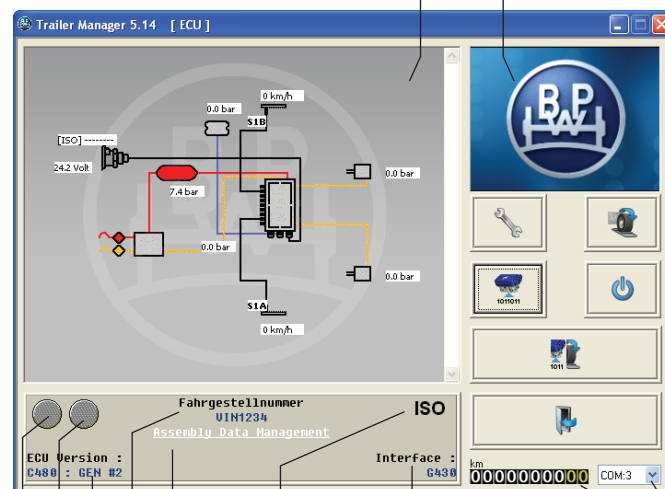 Trailer Manager 5.14 [ ECU ]
0 km/h
0.0 bar
S1B
[ISO] --------
24.2 Volt
0.0 bar
7.4 bar
0.0 bar
0.0 bar
S1A
0 km/h
BPW
1011011
1011
Fahrgestellnummer
VIN1234
ISO
Assembly Data Management
ECU Version :
Interface :
C480 : GEN #2
G430
km
0000000000
COM:3